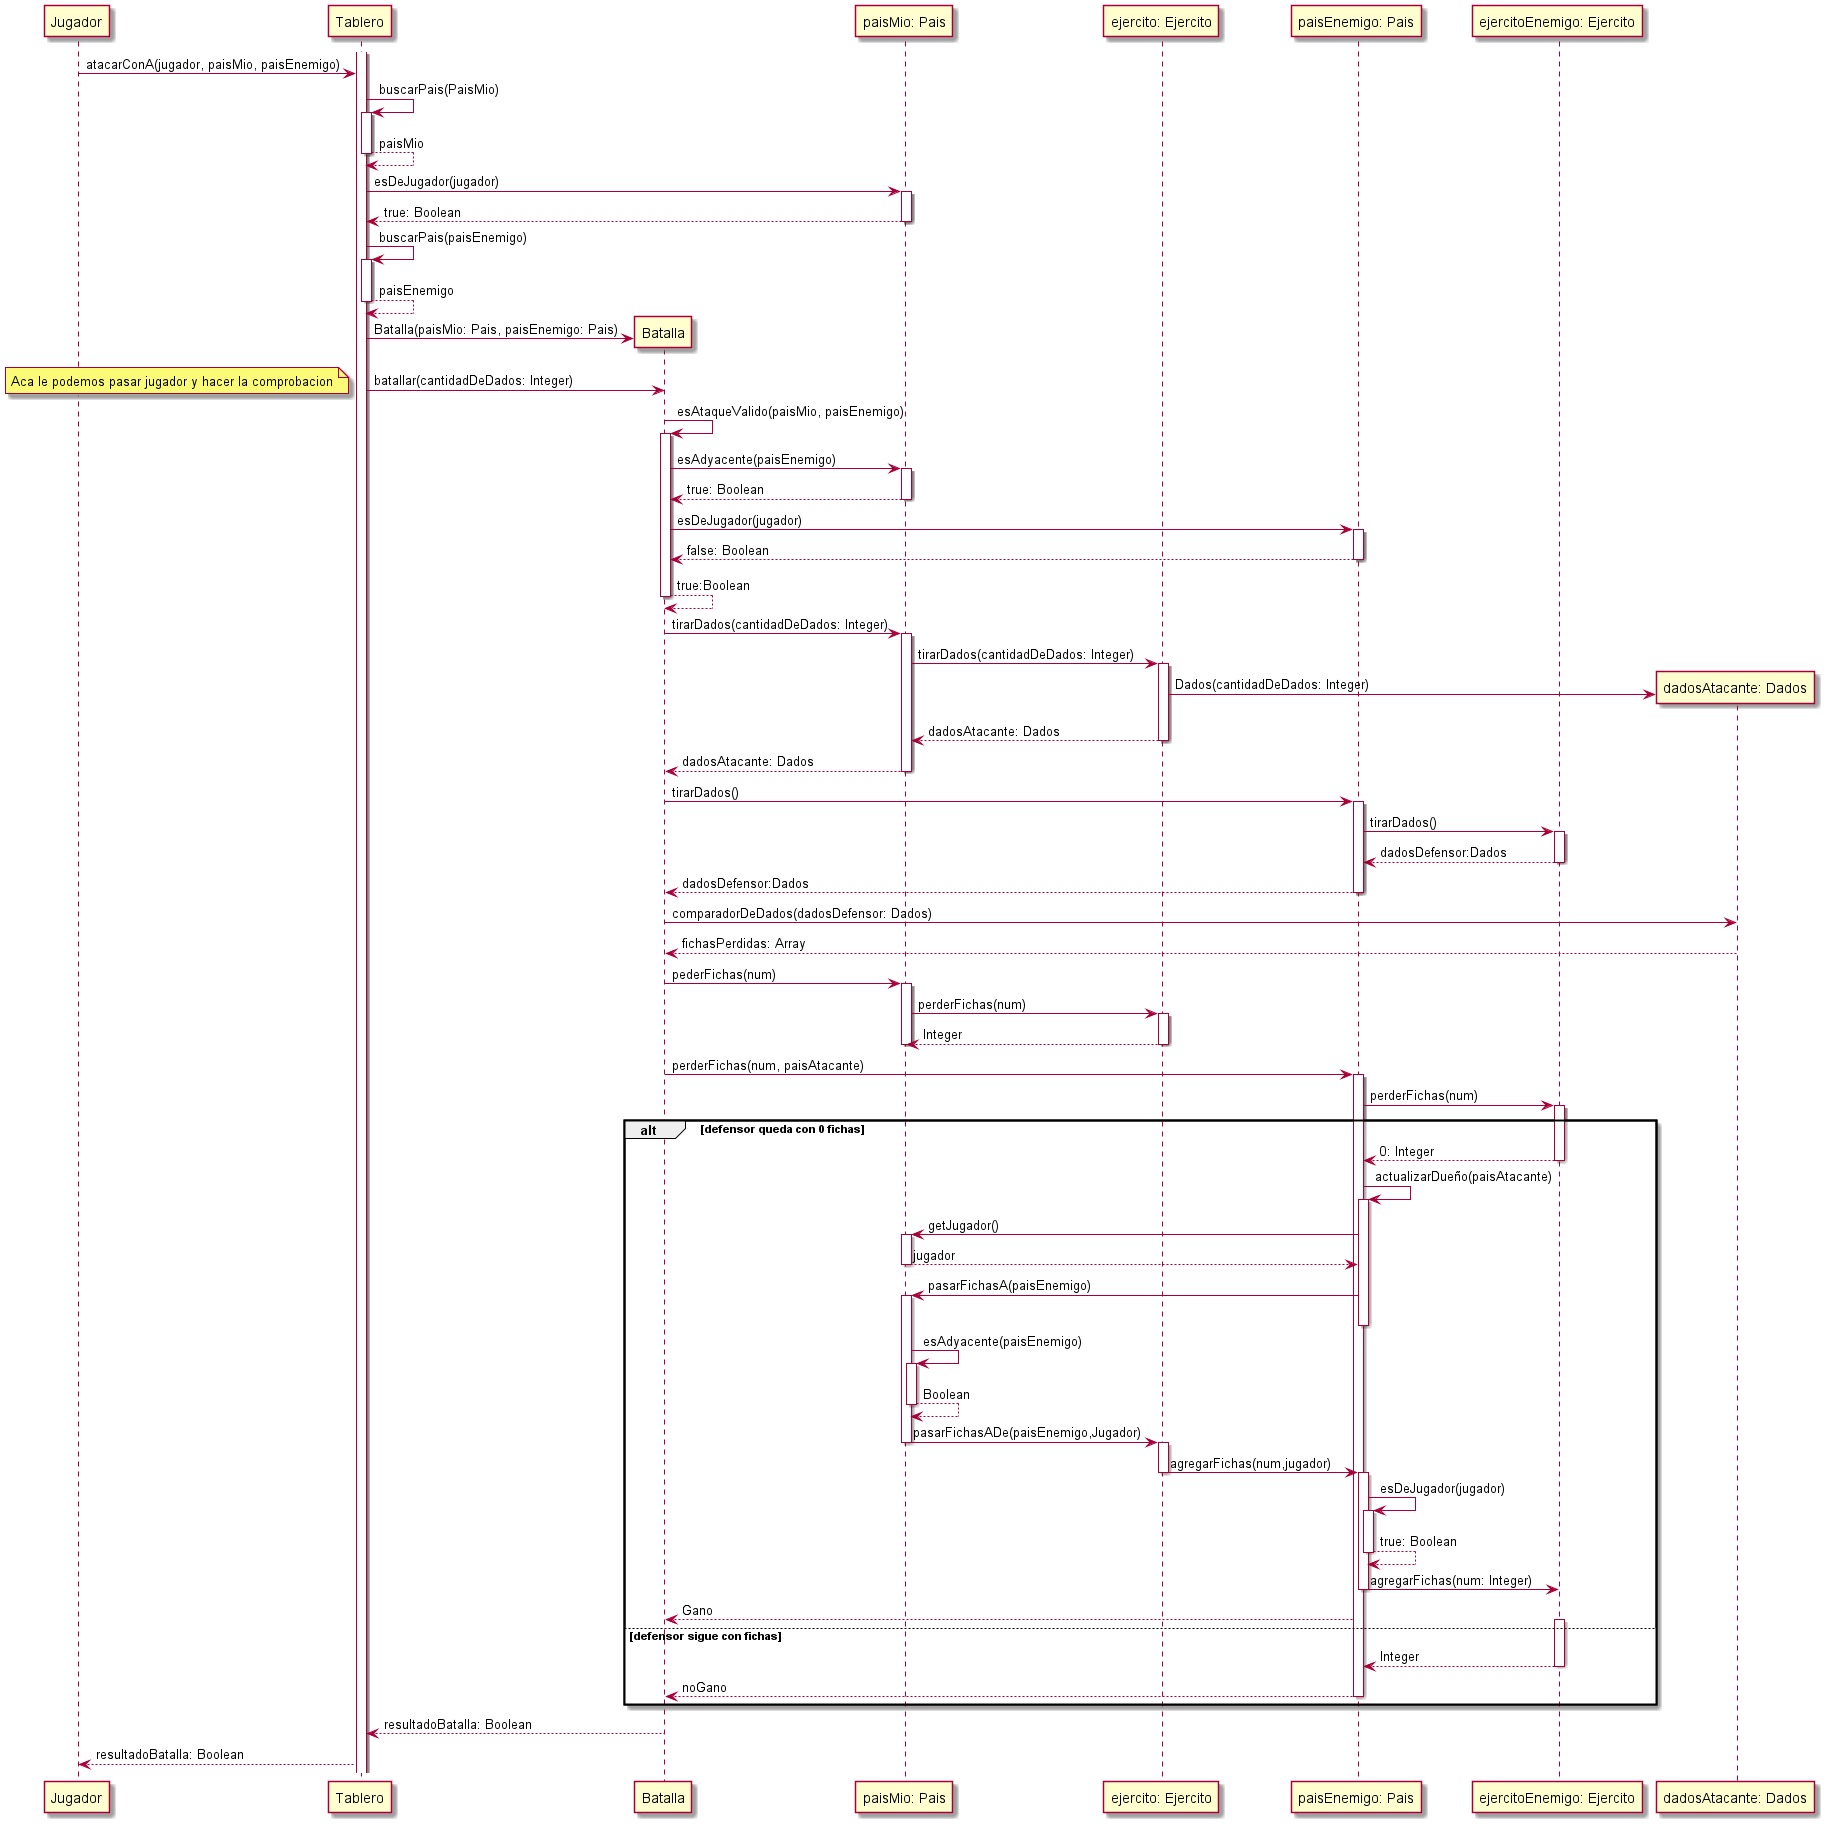 Jugador
Tablero
paisMio: Pais
ejercito: Ejercito
paisEnemigo: Pais
ejercitoEnemigo: Ejercito
atacarConA(jugador, paisMio, paisEnemigo)
buscarPais(PaisMio)
paisMio
esDeJugador(jugador)
true: Boolean
buscarPais(paisEnemigo)
paisEnemigo
Batalla(paisMio: Pais, paisEnemigo: Pais)
Batalla
Aca le podemos pasar jugador y hacer la comprobacion
batallar(cantidadDeDados: Integer)
esAtaqueValido(paisMio, paisEnemigo)
esAdyacente(paisEnemigo)
true: Boolean
esDeJugador(jugador)
false: Boolean
true:Boolean
tirarDados(cantidadDeDados: Integer)
tirarDados(cantidadDeDados: Integer)
Dados(cantidadDeDados: Integer)
dadosAtacante: Dados
dadosAtacante: Dados
dadosAtacante: Dados
tirarDados()
tirarDados()
dadosDefensor:Dados
dadosDefensor:Dados
comparadorDeDados(dadosDefensor: Dados)
fichasPerdidas: Array
pederFichas(num)
perderFichas(num)
Integer
perderFichas(num, paisAtacante)
perderFichas(num)
alt
[defensor queda con 0 fichas]
0: Integer
actualizarDueño(paisAtacante)
getJugador()
jugador
pasarFichasA(paisEnemigo)
esAdyacente(paisEnemigo)
Boolean
pasarFichasADe(paisEnemigo,Jugador)
agregarFichas(num,jugador)
esDeJugador(jugador)
true: Boolean
agregarFichas(num: Integer)
Gano
[defensor sigue con fichas]
Integer
noGano
resultadoBatalla: Boolean
resultadoBatalla: Boolean
Jugador
Tablero
Batalla
paisMio: Pais
ejercito: Ejercito
paisEnemigo: Pais
ejercitoEnemigo: Ejercito
dadosAtacante: Dados